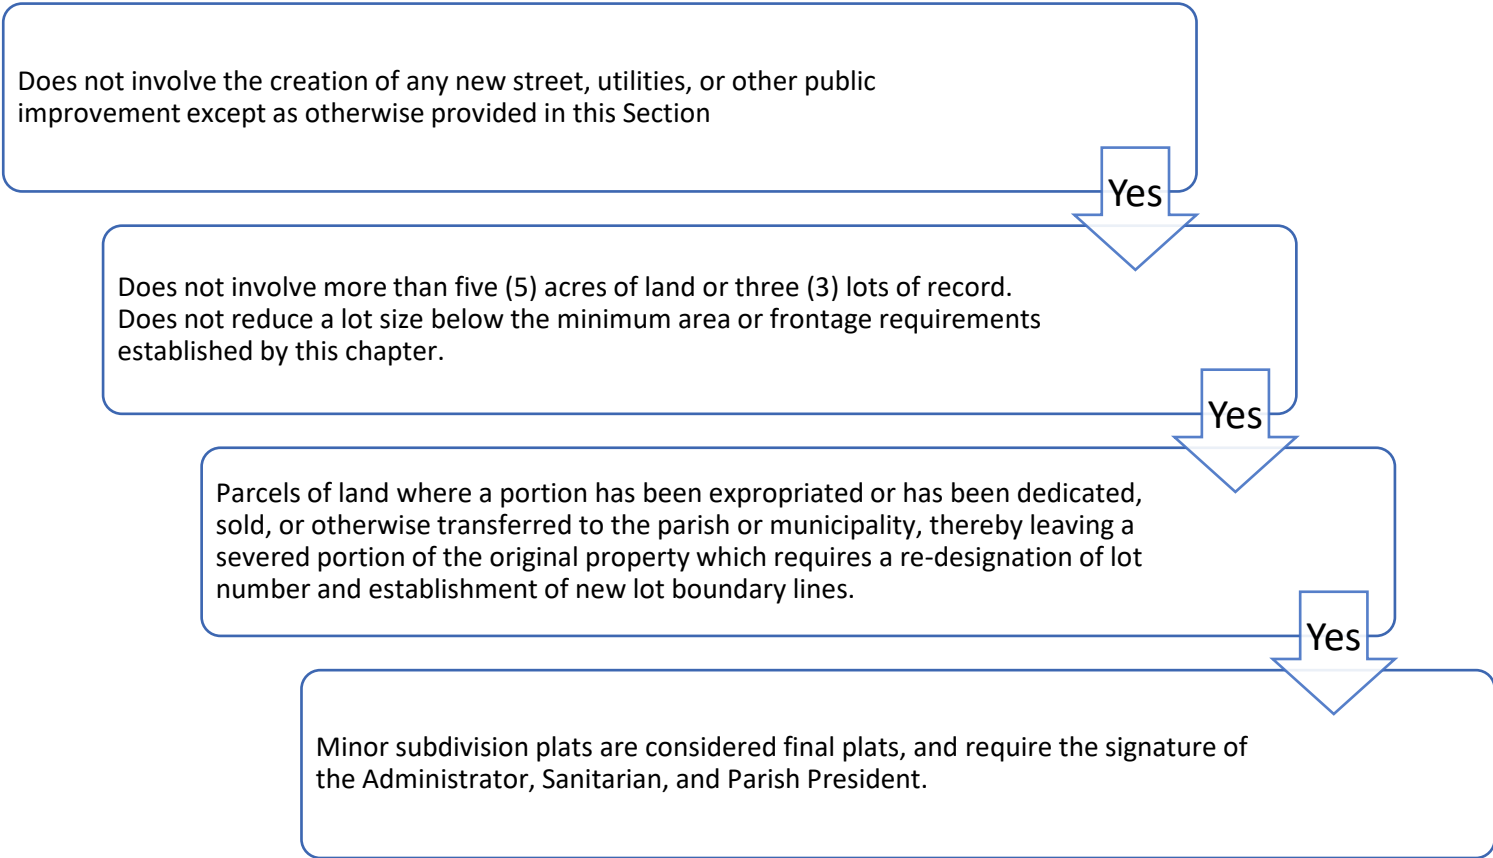 Does not involve the creation of any new street, utilities, or other public
improvement except as otherwise provided in this Section
Yes
Does not involve more than five (5) acres of land or three (3) lots of record.
Does not reduce a lot size below the minimum area or frontage requirements
established by this chapter.
Yes
Parcels of land where a portion has been expropriated or has been dedicated,
sold, or otherwise transferred to the parish or municipality, thereby leaving a
severed portion of the original property which requires a re-designation of lot
number and establishment of new lot boundary lines.
Yes
Minor subdivision plats are considered final plats, and require the signature of
the Administrator, Sanitarian, and Parish President.